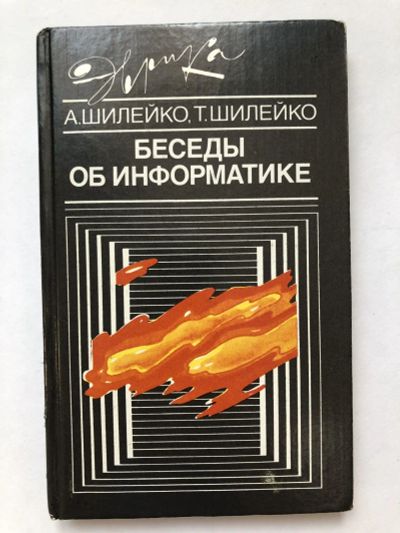 Эврика
А.ШИЛЕЙКО, Т.ШИЛЕЙКО
БЕСЕДЫ
ОБ ИНФОРМАТИКЕ